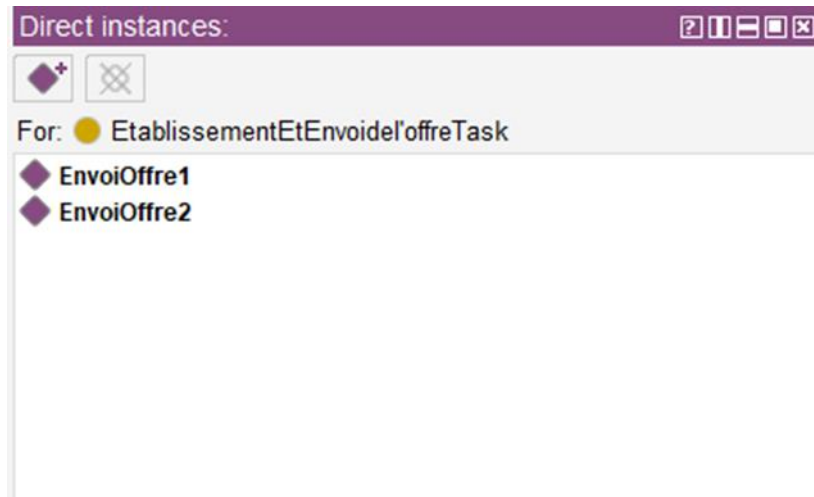 Direct instances:
For: EtablissementEtEnvoidel'offreTask
EnvoiOffre1
EnvoiOffre2